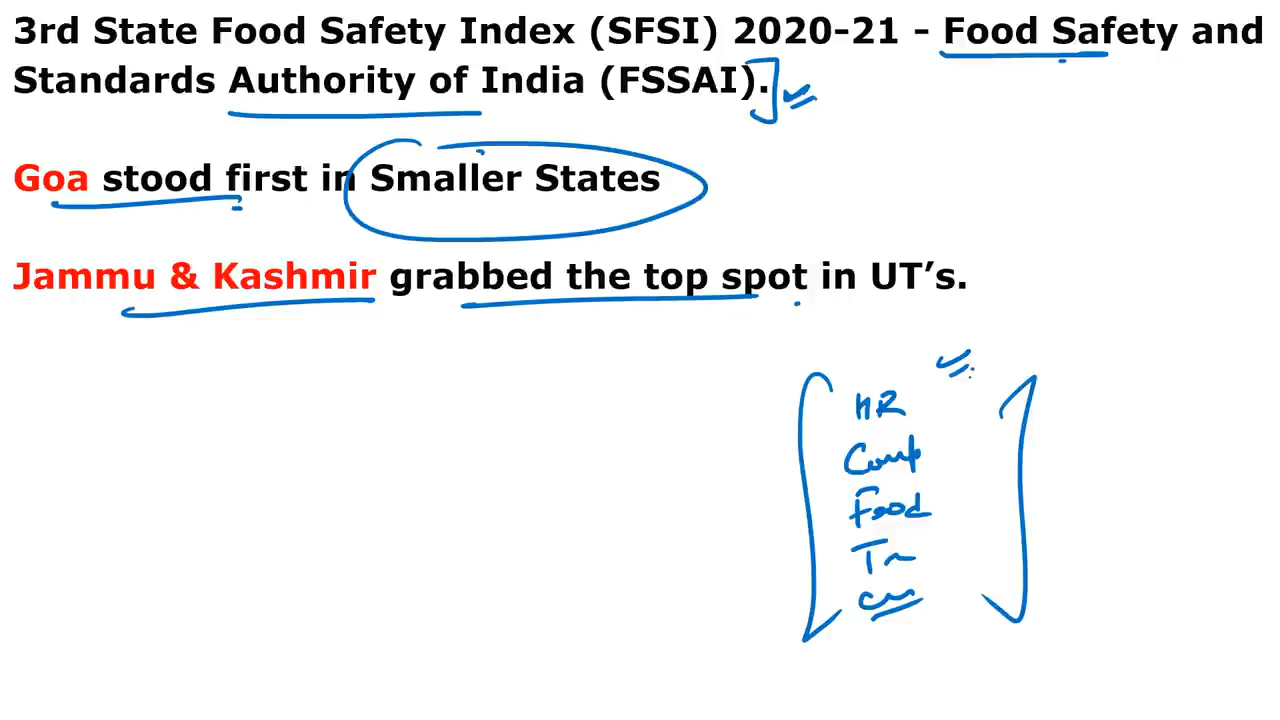 3rd State Food Safety Index (SFSI) 2020-21 - Food Safety and
Standards Authority of India (FSSAI).
Goa stood first in Smaller States
Jammu & Kashmir grabbed the top spot in UT’s.
HR
Comp
Food
Tr